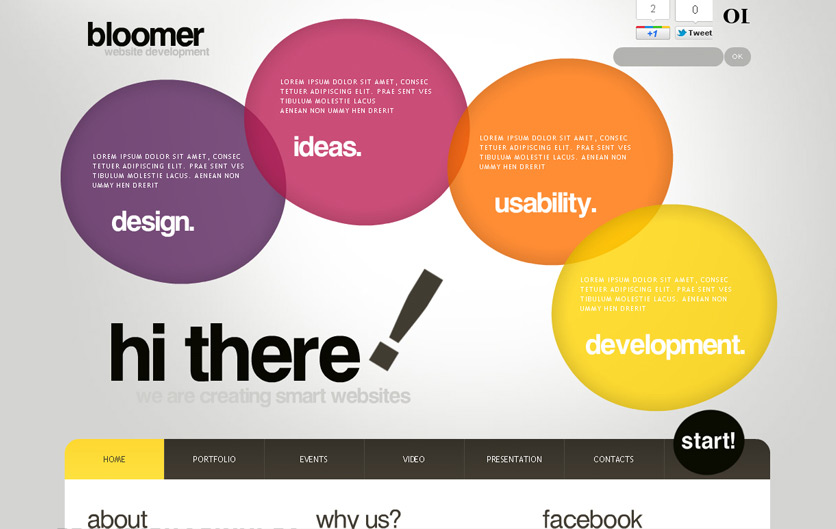 2
0
+1
Tweet
OK
bloomer
website development
LOREM IPSUM DOLOR SIT AMET, CONSEC
TETUER ADIPISCING ELIT. PRAE SENT VES
TIBULUM MOLESTIE LACUS
AENEAN NON UMMY HEN DRERIT
ideas.
LOREM IPSUM DOLOR SIT AMET, CONSEC
TETUER ADIPISCING ELIT. PRAE SENT VES
TIBULUM MOLESTIE LACUS. AENEAN NON
UMMY HEN DRERIT
design.
LOREM IPSUM DOLOR SIT AMET, CONSEC
TETUER ADIPISCING ELIT. PRAE SENT VES
TIBULUM MOLESTIE LACUS. AENEAN NON
UMMY HEN DRERIT
usability.
LOREM IPSUM DOLOR SIT AMET, CONSEC
TETUER ADIPISCING ELIT. PRAE SENT VES
TIBULUM MOLESTIE LACUS. AENEAN NON
UMMY HEN DRERIT
development.
hi there!
we are creating smart websites
start!
HOME
PORTFOLIO
EVENTS
VIDEO
PRESENTATION
CONTACTS
about
why us?
facebook